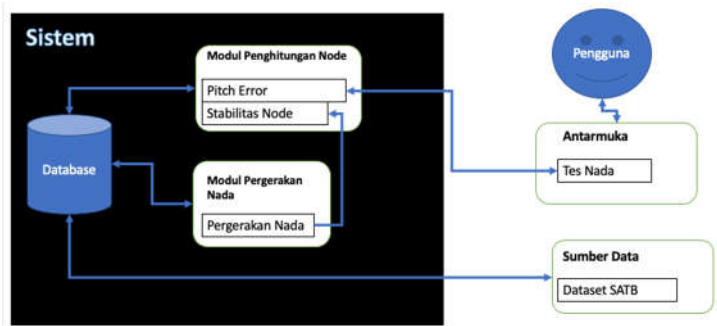 Sistem
Modul Penghitungan Node
Pitch Error
Stabilitas Node
Database
Modul Pergerakan
Nada
Pergerakan Nada
Pengguna
Antarmuka
Tes Nada
Sumber Data
Dataset SATB